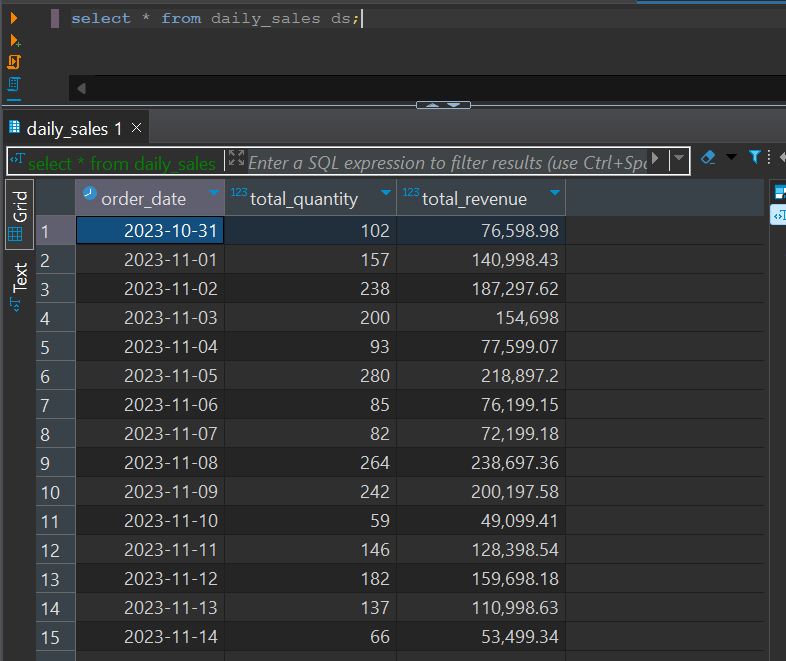 select * from daily_sales ds;
daily_sales 1
select * from daily_sales
Enter a SQL expression to filter results (use Ctrl+Spa
Grid
Text
order_date 123 total_quantity 123 total_revenue
1 2023-10-31 102 76,598.98
2 2023-11-01 157 140,998.43
3 2023-11-02 238 187,297.62
4 2023-11-03 200 154,698
5 2023-11-04 93 77,599.07
6 2023-11-05 280 218,897.2
7 2023-11-06 85 76,199.15
8 2023-11-07 82 72,199.18
9 2023-11-08 264 238,697.36
10 2023-11-09 242 200,197.58
11 2023-11-10 59 49,099.41
12 2023-11-11 146 128,398.54
13 2023-11-12 182 159,698.18
14 2023-11-13 137 110,998.63
15 2023-11-14 66 53,499.34